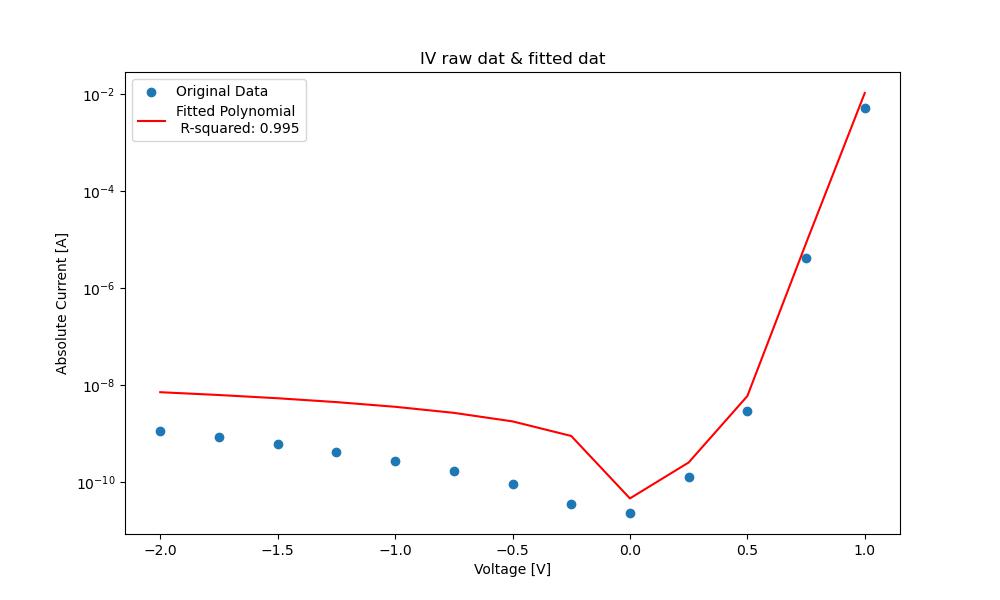 IV raw dat & fitted dat
Original Data
Fitted Polynomial
R-squared: 0.995
Absolute Current [A]
10⁻²
10⁻⁴
10⁻⁶
10⁻⁸
10⁻¹⁰
−2.0 −1.5 −1.0 −0.5 0.0 0.5 1.0
Voltage [V]